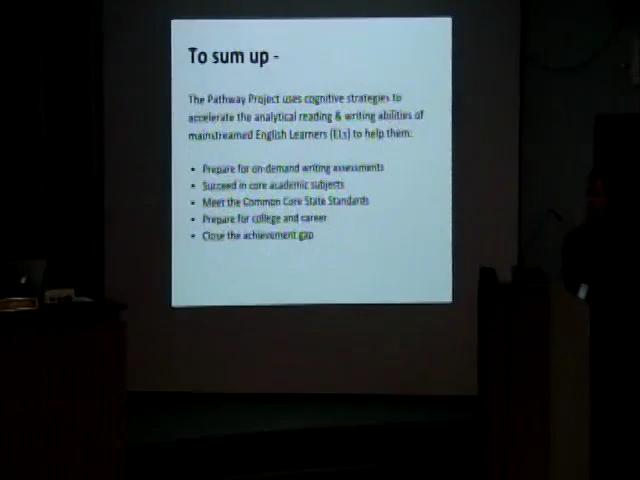 To sum up -
The Pathway Project uses cognitive strategies to
accelerate the analytical reading & writing abilities of
mainstreamed English Learners (ELs) to help them:
• Prepare for on-demand writing assessments
• Succeed in core academic subjects
• Meet the Common Core State Standards
• Prepare for college and career
• Close the achievement gap